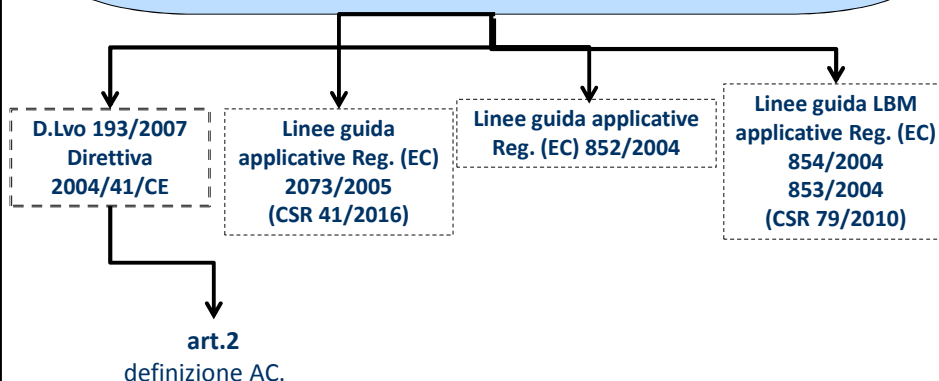 D.Lvo 193/2007
Direttiva
2004/41/CE
Linee guida
applicative Reg. (EC)
2073/2005
(CSR 41/2016)
Linee guida applicative
Reg. (EC) 852/2004
Linee guida LBM
applicative Reg. (EC)
854/2004
853/2004
(CSR 79/2010)
art.2
definizione AC.